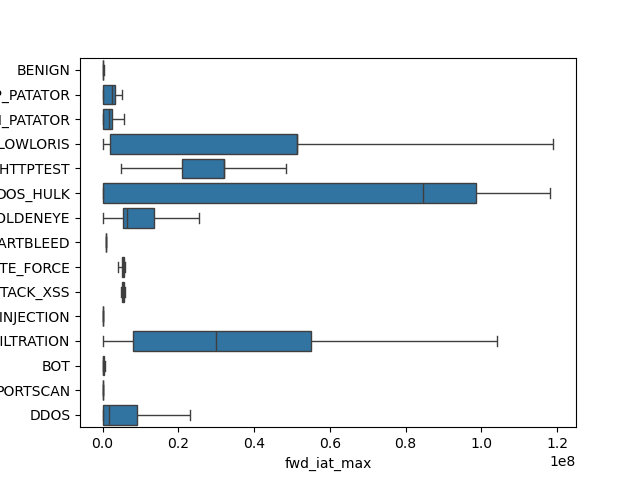 BENIGN
P_PATATOR
H_PATATOR
LOWLORIS
HTTPTEST
DOS_HULK
OLDENEYE
ARTBLEED
TE_FORCE
TACK_XSS
INJECTION
ILTRATION
BOT
PORTSCAN
DDOS
0.0 0.2 0.4 0.6 0.8 1.0 1.2
fwd_iat_max
1e8